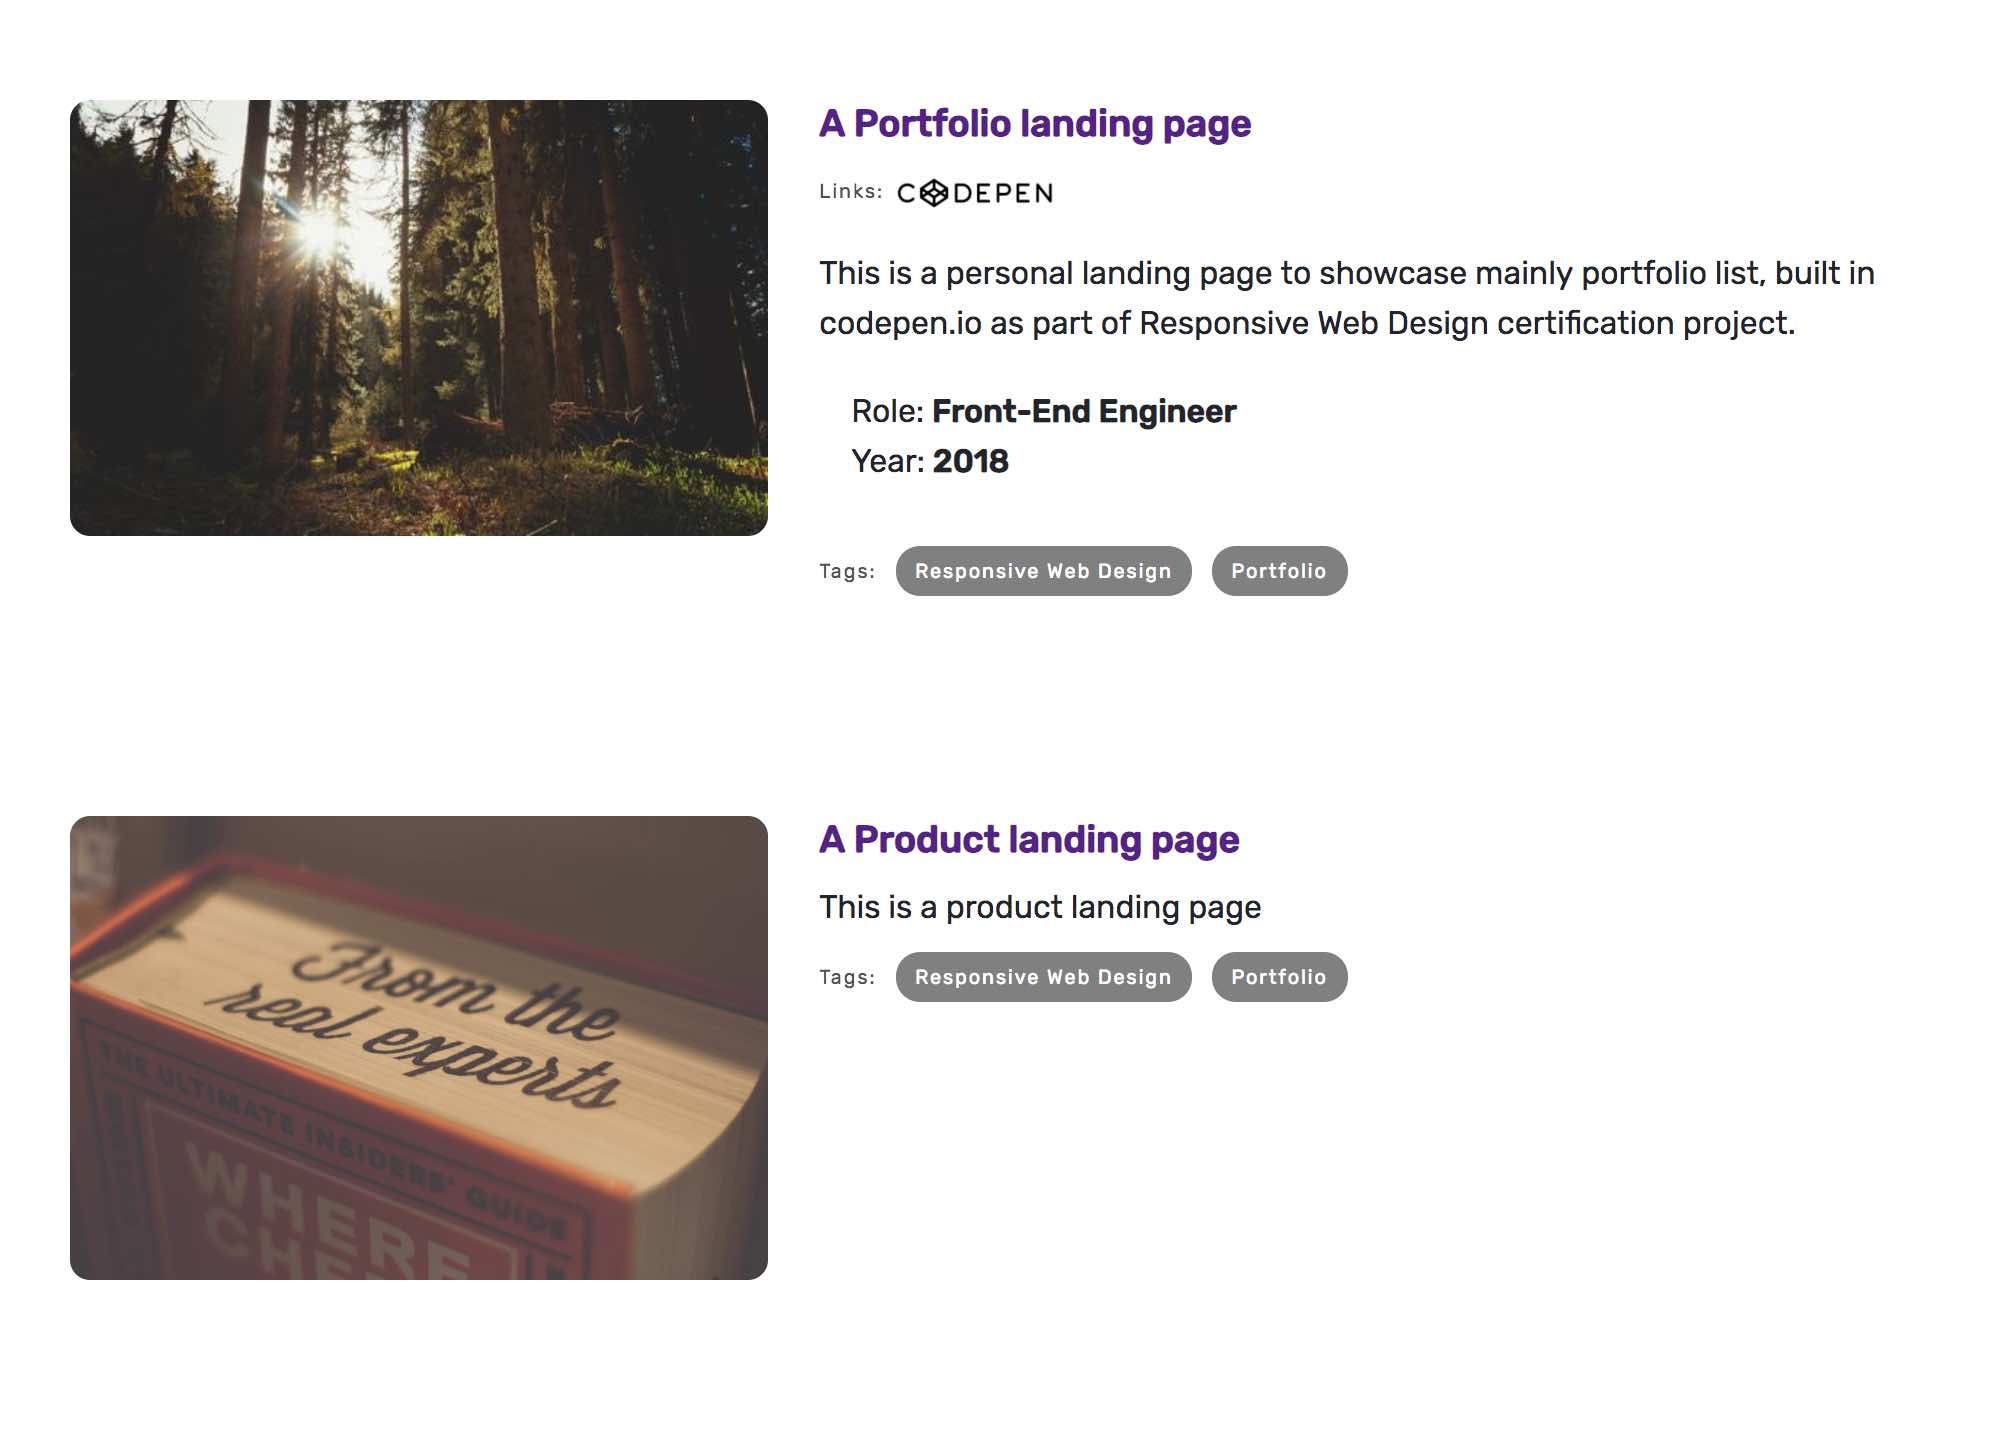 A Portfolio landing page
Links: CODEPEN
This is a personal landing page to showcase mainly portfolio list, built in
codepen.io as part of Responsive Web Design certification project.
Role: Front-End Engineer
Year: 2018
Tags: Responsive Web Design Portfolio
A Product landing page
This is a product landing page
Tags: Responsive Web Design Portfolio
From the
real experts
THE ULTIMATE INSIDERS' GUIDE
WHERE